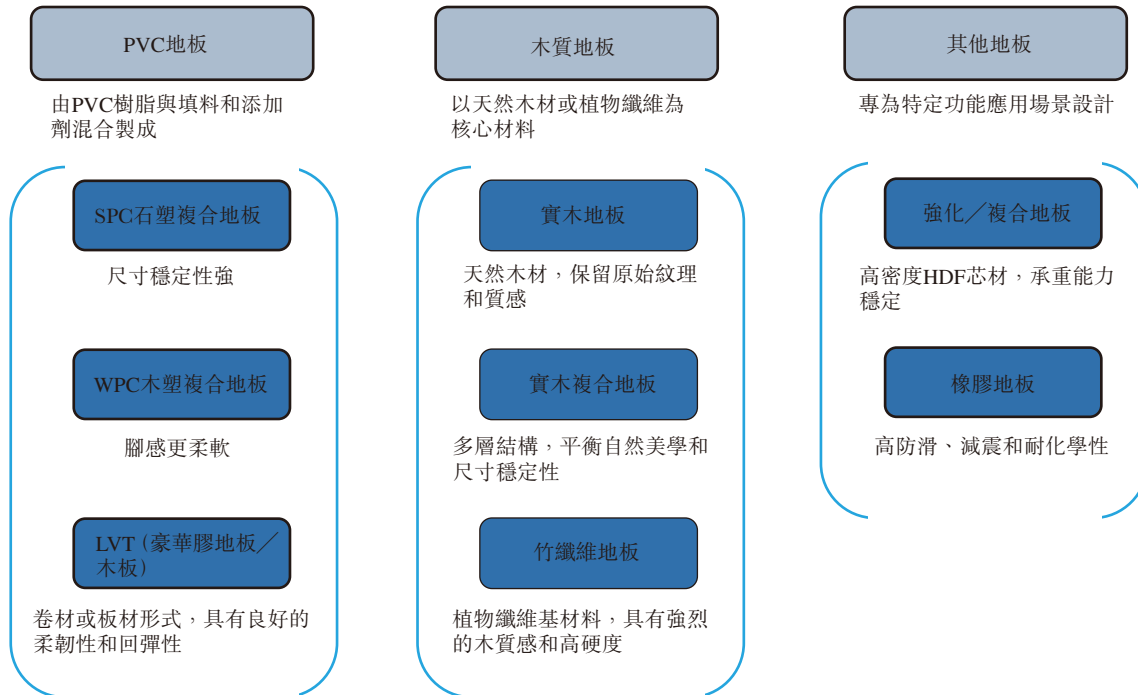 PVC地板
由PVC樹脂與填料和添加
劑混合製成
SPC石塑複合地板
尺寸穩定性強
WPC木塑複合地板
腳感更柔軟
LVT（豪華膠地板／
木板）
卷材或板材形式，具有良好的
柔韌性和回彈性
木質地板
以天然木材或植物纖維為
核心材料
實木地板
天然木材，保留原始紋理
和質感
實木複合地板
多層結構，平衡自然美學和
尺寸穩定性
竹纖維地板
植物纖維基材料，具有強烈
的木質感和高硬度
其他地板
專為特定功能應用場景設計
強化／複合地板
高密度HDF芯材，承重能力
穩定
橡膠地板
高防滑、減震和耐化學性